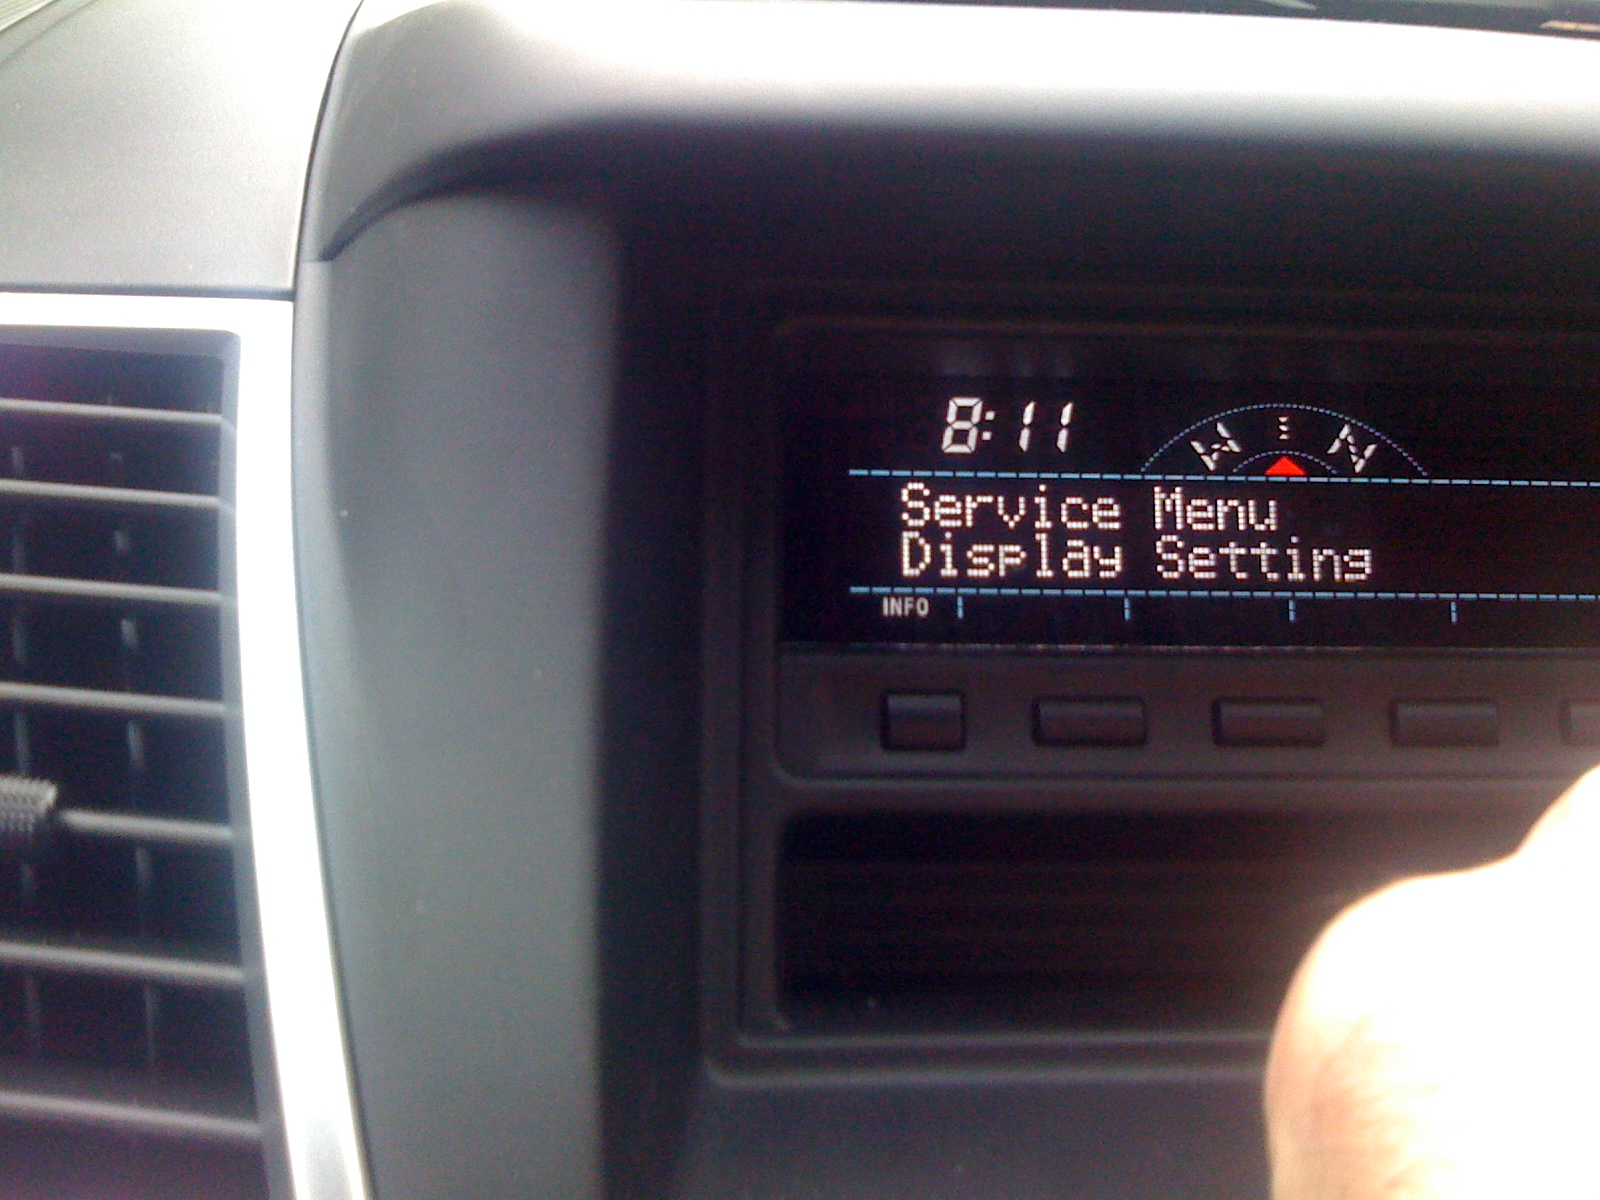 8:11
W N
Service Menu
Display Setting
INFO